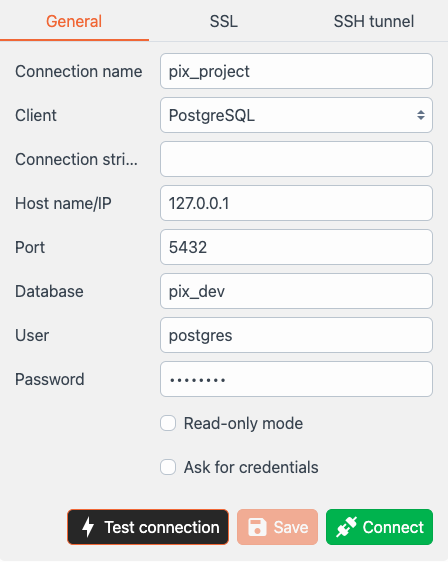 General SSL SSH tunnel
Connection name pix_project
Client PostgreSQL
Connection stri...
Host name/IP 127.0.0.1
Port 5432
Database pix_dev
User postgres
Password ••••••••
Read-only mode
Ask for credentials
Test connection Save Connect